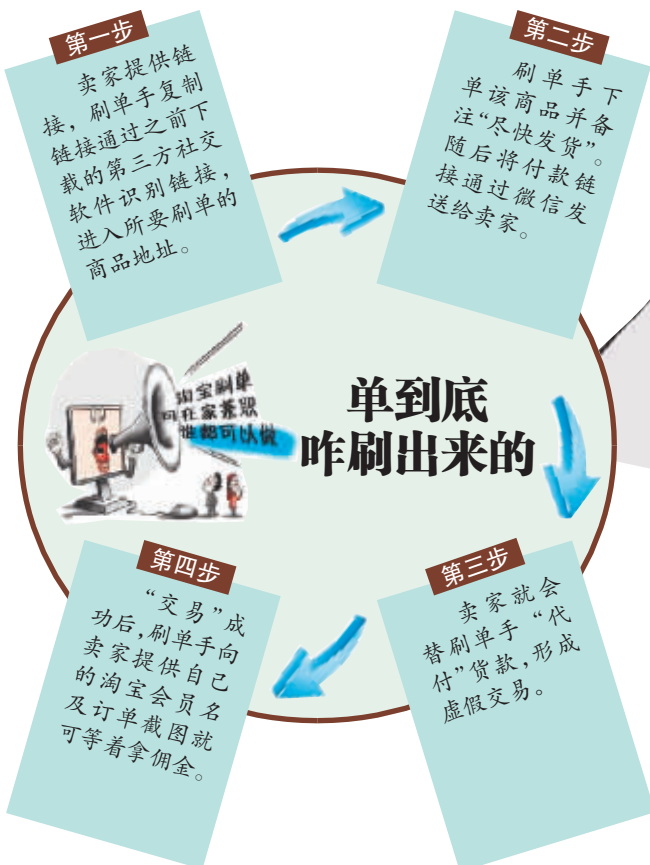 第一步
卖家提供链
接，刷单手复制
链接通过之前下
载的第三方社交
软件识别链接，
进入所要刷单的
商品地址。
第二步
刷单手下
单该商品并备
注“尽快发货”。
随后将付款链
接通过微信发
送给卖家。
淘宝刷单
可在家兼职
谁都可以做
单到底
咋刷出来的
第三步
卖家就会
替刷单手“代
付”货款，形成
虚假交易。
第四步
“交易”成
功后，刷单手向
卖家提供自己
的淘宝会员名
及订单截图就
可等着拿佣金。